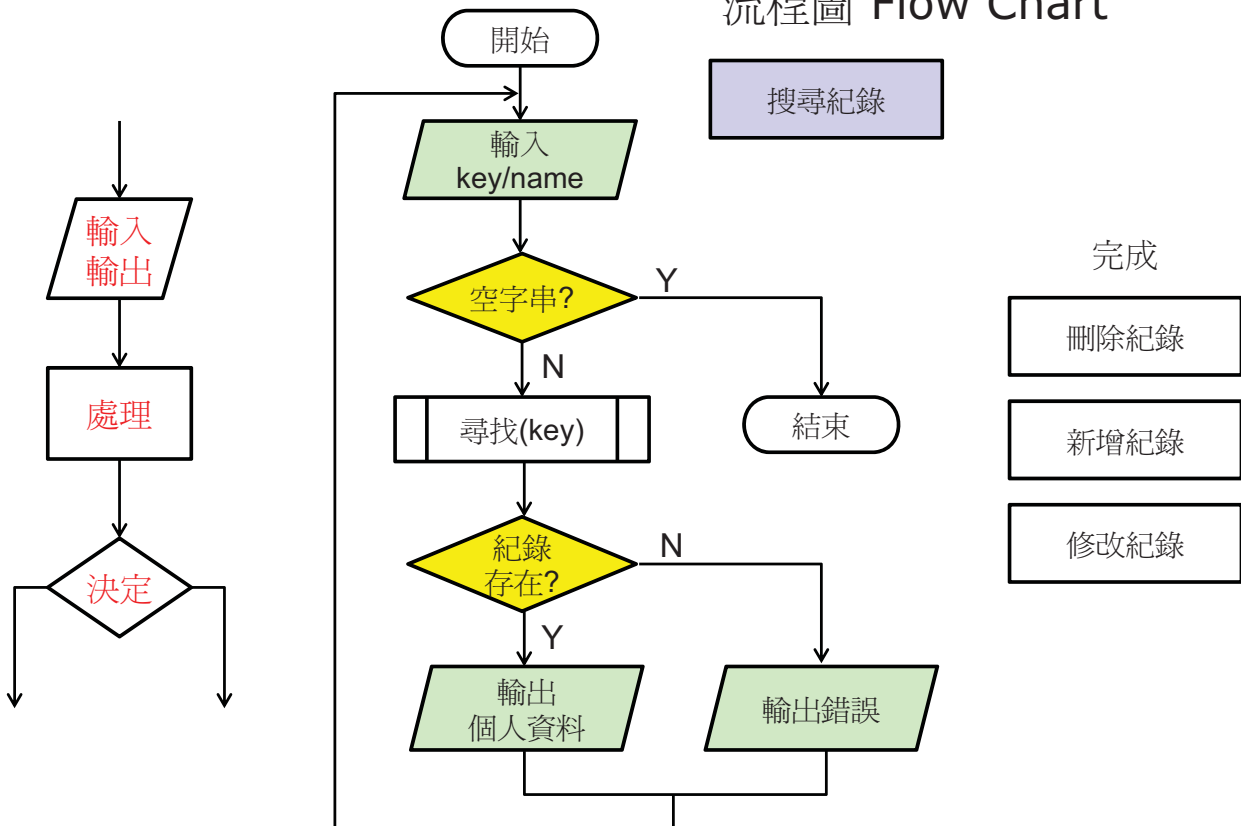 流程圖 Flow Chart
搜尋紀錄
輸入
輸出
處理
決定
開始
輸入
key/name
空字串?
Y
N
尋找(key)
結束
紀錄
存在?
N
Y
輸出
個人資料
輸出錯誤
完成
刪除紀錄
新增紀錄
修改紀錄